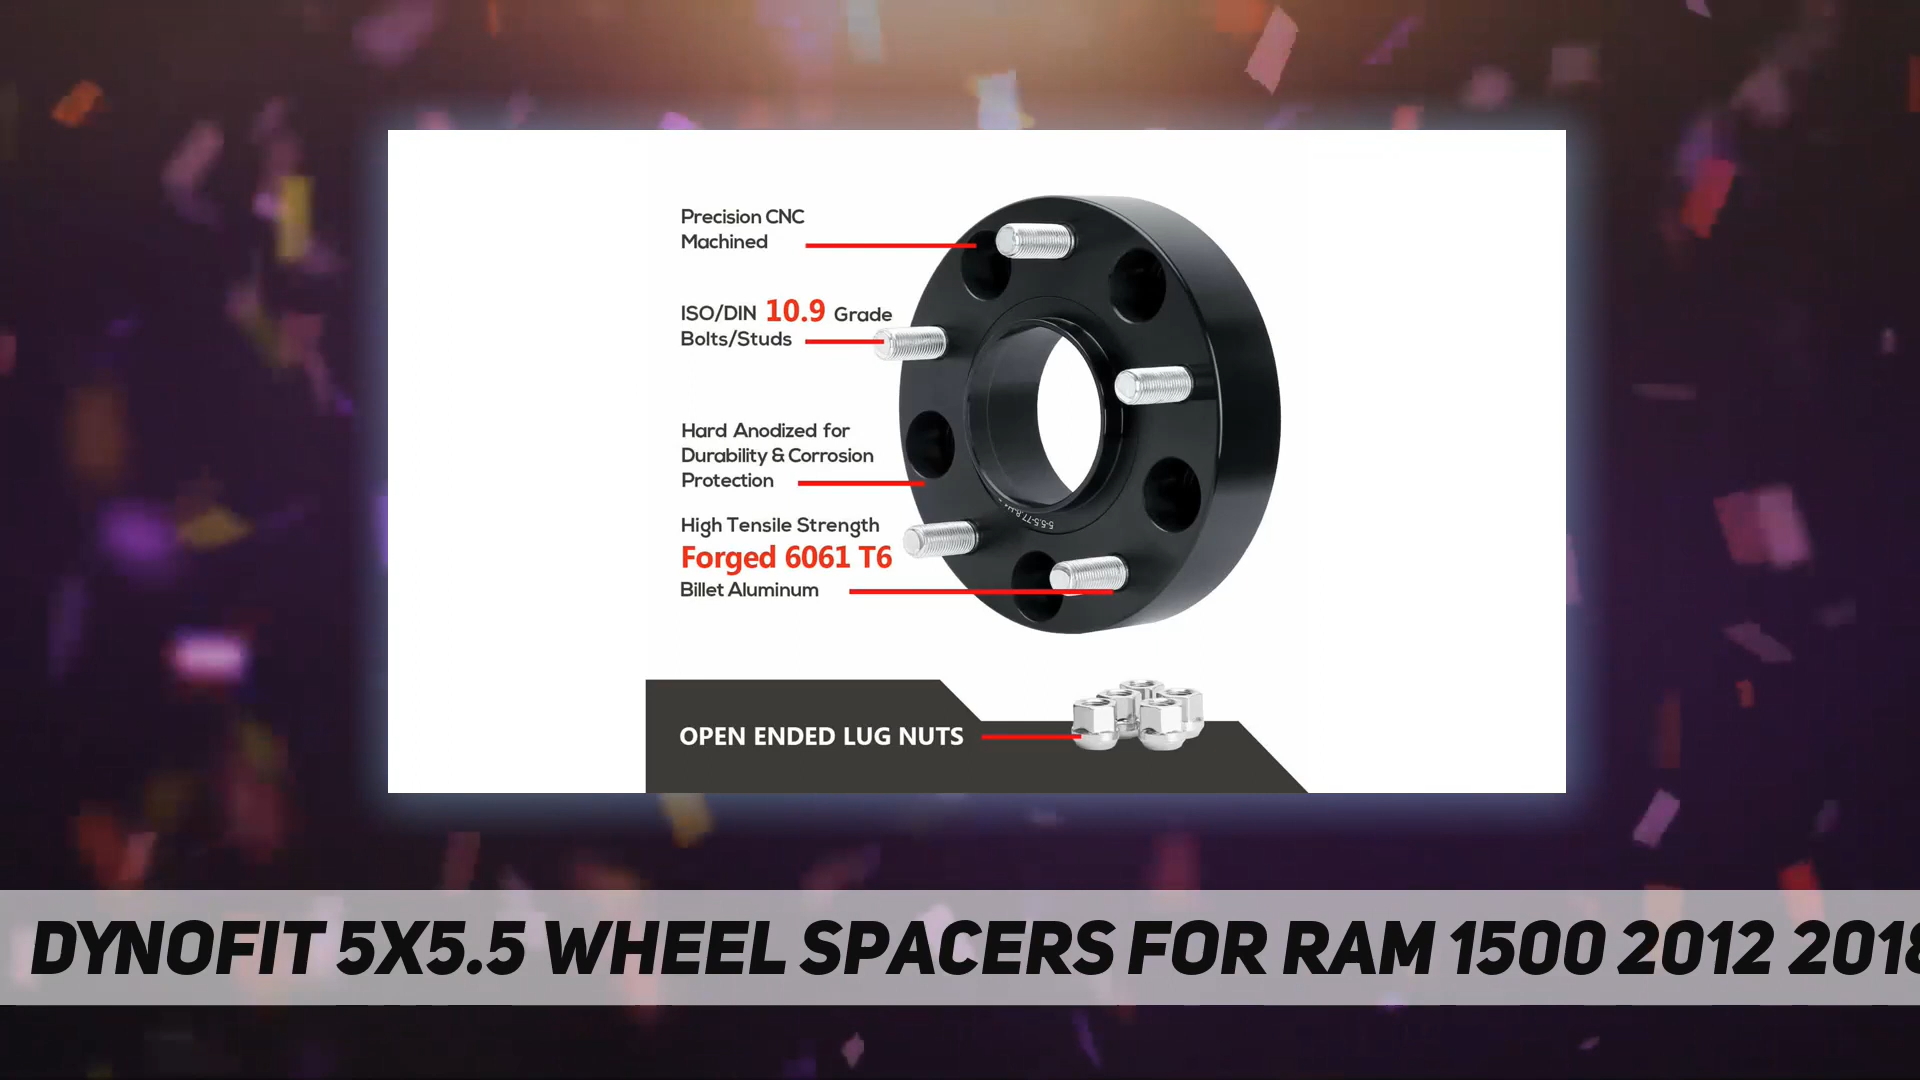 Precision CNC
Machined
ISO/DIN 10.9 Grade
Bolts/Studs
Hard Anodized for
Durability & Corrosion
Protection
High Tensile Strength
Forged 6061 T6
Billet Aluminum
OPEN ENDED LUG NUTS
DYNOFIT 5X5.5 WHEEL SPACERS FOR RAM 1500 2012 2018